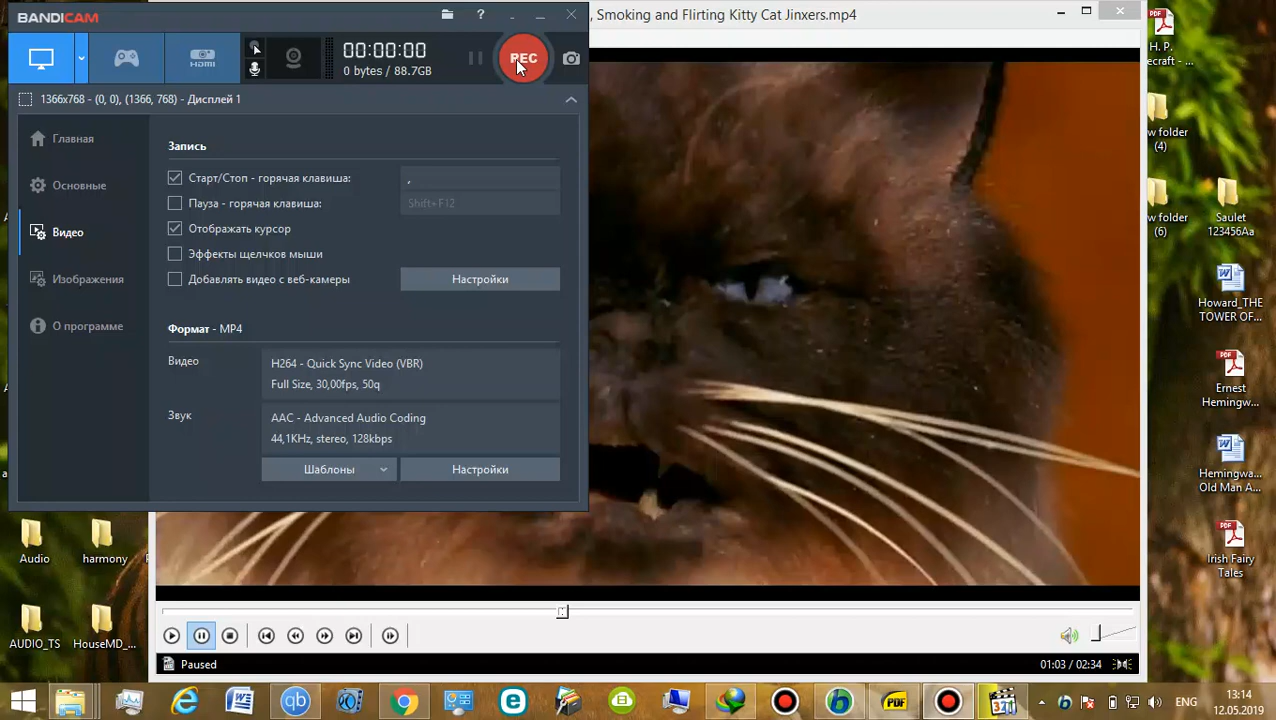 BANDICAM
?
, Smoking and Flirting Kitty Cat Jinxers.mp4
HDMI
00:00:00
0 bytes / 88.7GB
REC
1366x768 - (0, 0), (1366, 768) - Дисплей 1
Главная
Основные
Видео
Изображения
О программе
Запись
Старт/Стоп - горячая клавиша:
,
Пауза - горячая клавиша:
Shift+F12
Отображать курсор
Эффекты щелчков мыши
Добавлять видео с веб-камеры
Настройки
Формат - MP4
Видео
H264 - Quick Sync Video (VBR)
Full Size, 30,00fps, 50q
Звук
AAC - Advanced Audio Coding
44,1KHz, stereo, 128kbps
Шаблоны
Настройки
H. P.
ecraft - ...
ew folder
(4)
ew folder
(6)
Saulet
123456Aa
Howard_THE
TOWER OF...
Ernest
Hemingw...
Hemingwa...
Old Man A...
Irish Fairy
Tales
Audio
harmony
AUDIO_TS
HouseMD_...
Paused
01:03 / 02:34
PDF
321
ENG
13:14
12.05.2019